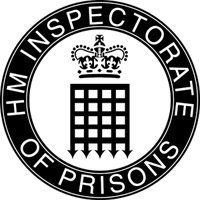 HM INSPECTORATE
OF PRISONS